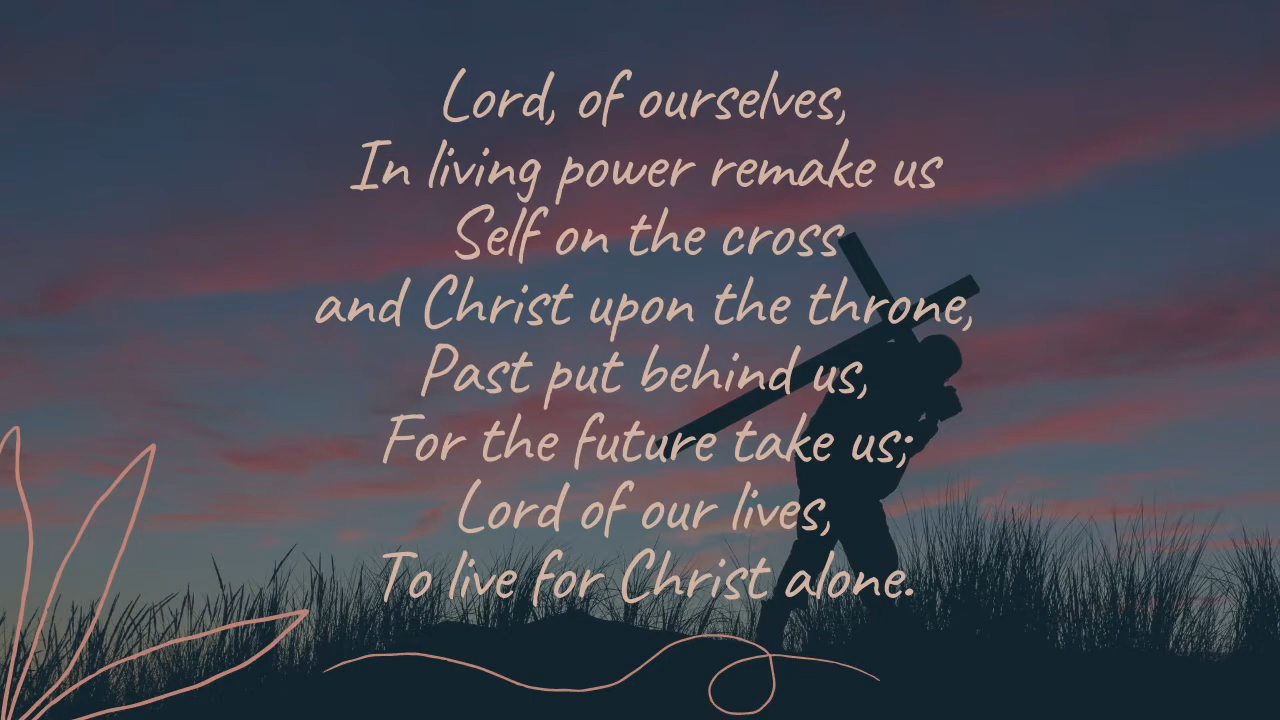 Lord, of ourselves,
In living power remake us
Self on the cross
and Christ upon the throne,
Past put behind us,
For the future take us;
Lord of our lives,
To live for Christ alone.